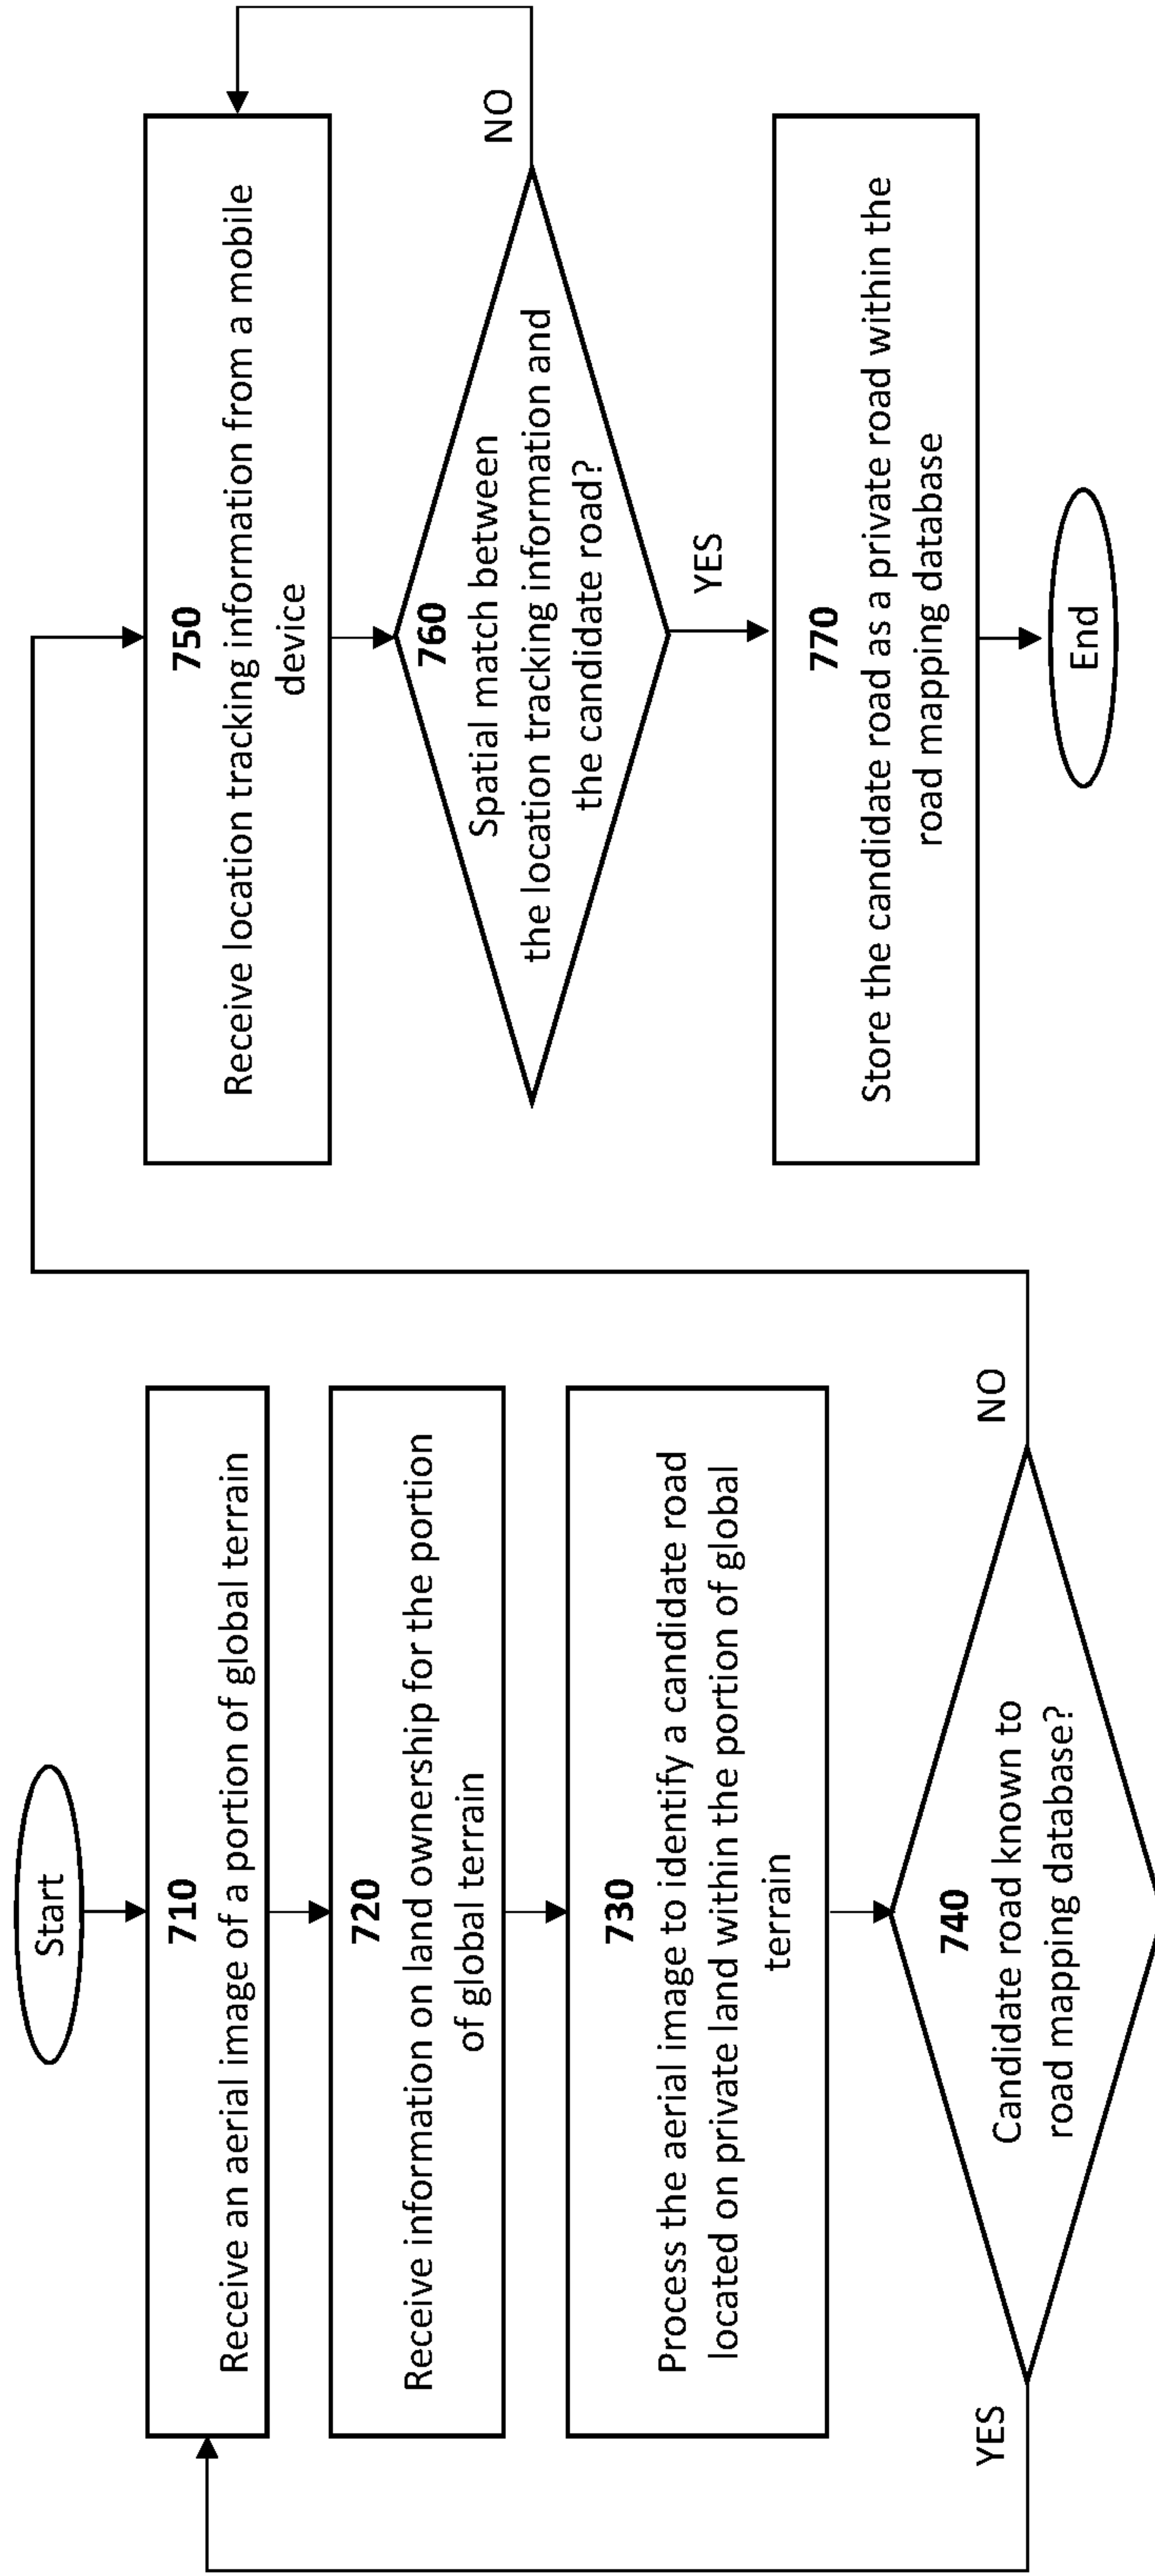 Start
710
Receive an aerial image of a portion of global terrain
720
Receive information on land ownership for the portion
of global terrain
730
Process the aerial image to identify a candidate road
located on private land within the portion of global
terrain
740
Candidate road known to
road mapping database?
YES
NO
750
Receive location tracking information from a mobile
device
760
Spatial match between
the location tracking information and
the candidate road?
NO
YES
770
Store the candidate road as a private road within the
road mapping database
End